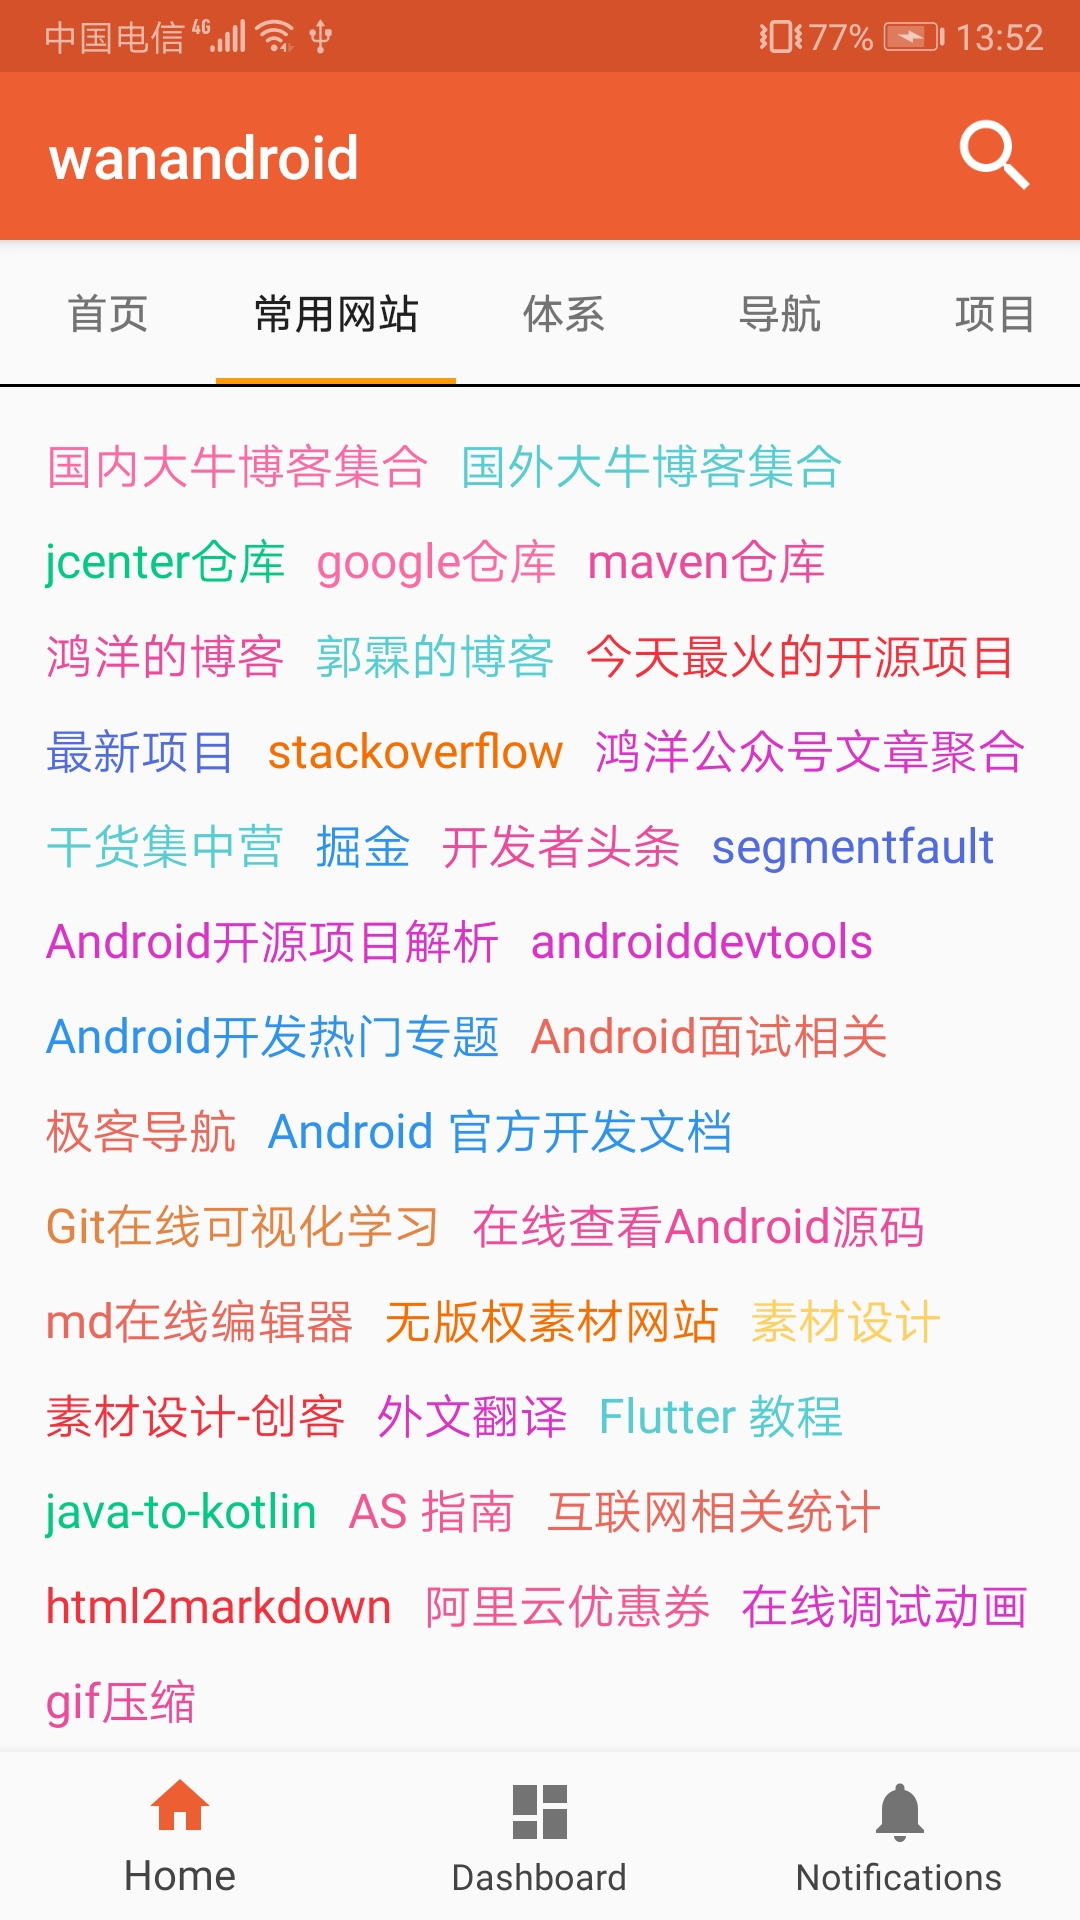 中国电信 4G 77% 13:52
wanandroid
首页 常用网站 体系 导航 项目
国内大牛博客集合 国外大牛博客集合
jcenter仓库 google仓库 maven仓库
鸿洋的博客 郭霖的博客 今天最火的开源项目
最新项目 stackoverflow 鸿洋公众号文章聚合
干货集中营 掘金 开发者头条 segmentfault
Android开源项目解析 androiddevtools
Android开发热门专题 Android面试相关
极客导航 Android 官方开发文档
Git在线可视化学习 在线查看Android源码
md在线编辑器 无版权素材网站 素材设计
素材设计-创客 外文翻译 Flutter 教程
java-to-kotlin AS 指南 互联网相关统计
html2markdown 阿里云优惠券 在线调试动画
gif压缩
Home Dashboard Notifications